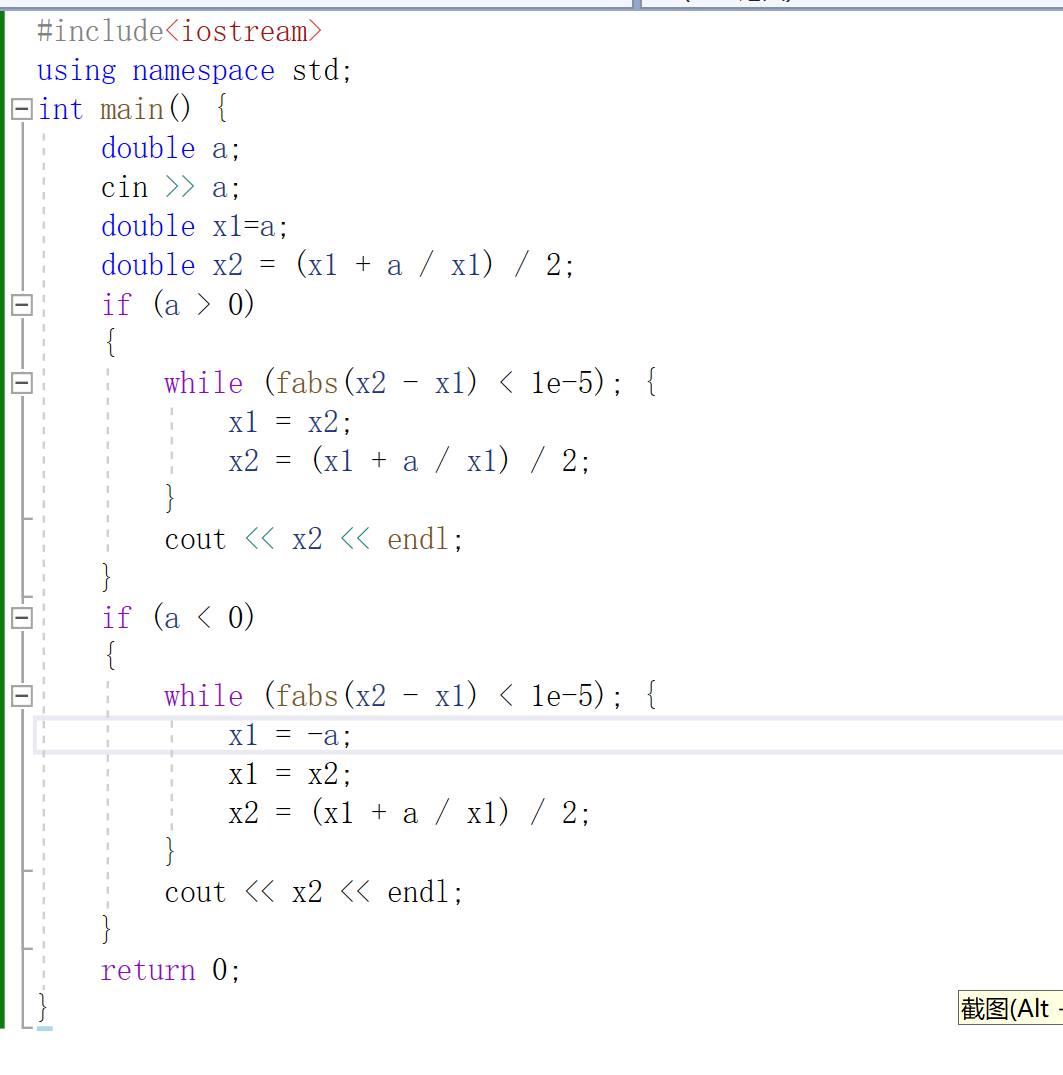 #include<iostream>
using namespace std;
int main() {
double a;
cin >> a;
double x1=a;
double x2 = (x1 + a / x1) / 2;
if (a > 0)
{
while (fabs(x2 - x1) < 1e-5); {
x1 = x2;
x2 = (x1 + a / x1) / 2;
}
cout << x2 << endl;
}
if (a < 0)
{
while (fabs(x2 - x1) < 1e-5); {
x1 = -a;
x1 = x2;
x2 = (x1 + a / x1) / 2;
}
cout << x2 << endl;
}
return 0;
}
截图(Alt